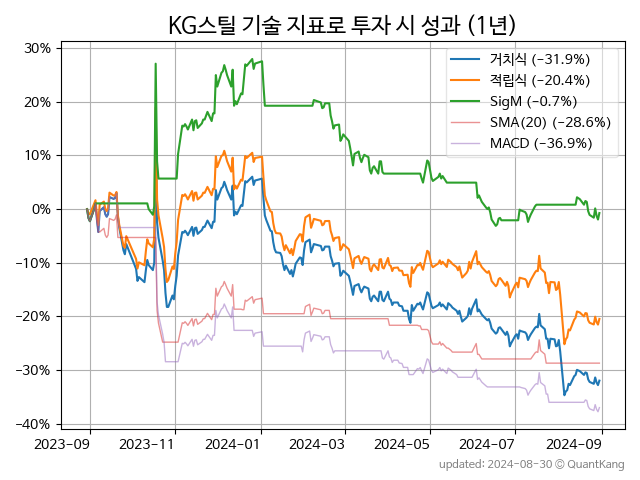 KG스틸 기술 지표로 투자 시 성과 (1년)
30%
20%
10%
0%
−10%
−20%
−30%
−40%
거치식 (−31.9%)
적립식 (−20.4%)
SigM (−0.7%)
SMA(20) (−28.6%)
MACD (−36.9%)
2023-09 2023-11 2024-01 2024-03 2024-05 2024-07 2024-09
updated: 2024-08-30 © QuantKang